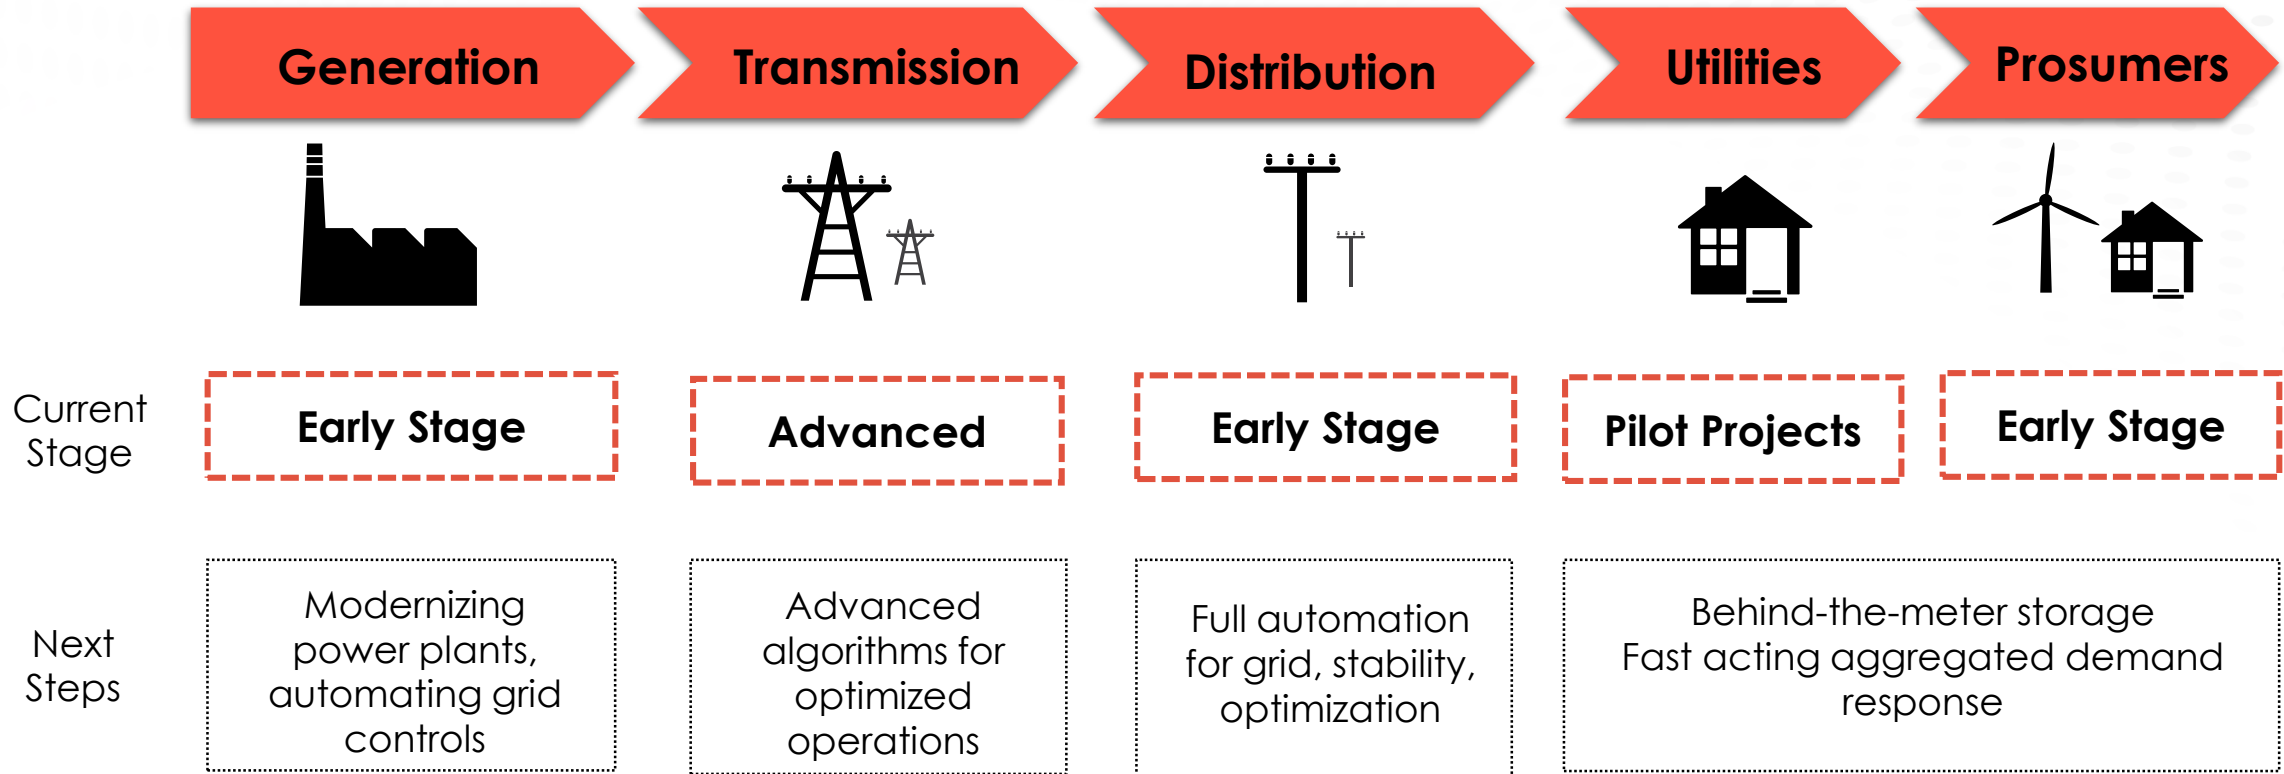 Generation
Transmission
Distribution
Utilities
Prosumers
Current
Stage
Early Stage
Advanced
Early Stage
Pilot Projects
Early Stage
Next
Steps
Modernizing
power plants,
automating grid
controls
Advanced
algorithms for
optimized
operations
Full automation
for grid, stability,
optimization
Behind-the-meter storage
Fast acting aggregated demand
response